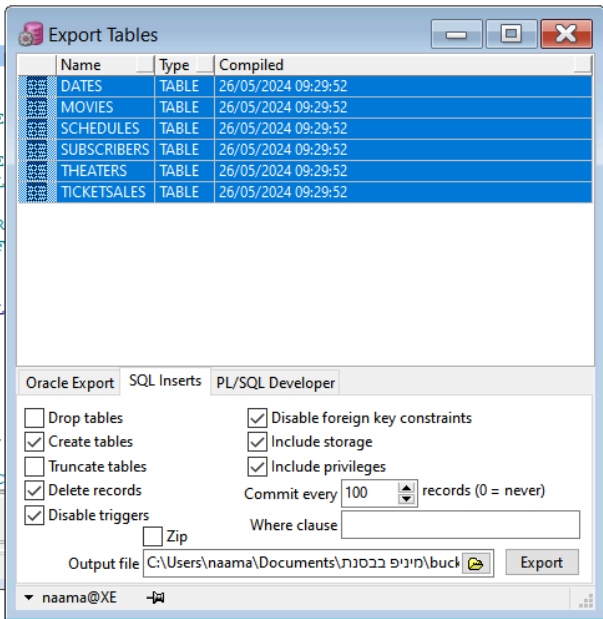 Export Tables
Name Type Compiled
DATES TABLE 26/05/2024 09:29:52
MOVIES TABLE 26/05/2024 09:29:52
SCHEDULES TABLE 26/05/2024 09:29:52
SUBSCRIBERS TABLE 26/05/2024 09:29:52
THEATERS TABLE 26/05/2024 09:29:52
TICKETSALES TABLE 26/05/2024 09:29:52
Oracle Export SQL Inserts PL/SQL Developer
Drop tables Disable foreign key constraints
Create tables Include storage
Truncate tables Include privileges
Delete records Commit every 100 records (0 = never)
Disable triggers Where clause
Zip
Output file C:\Users\naama\Documents\מיניפ בבסנת\buck Export
naama@XE